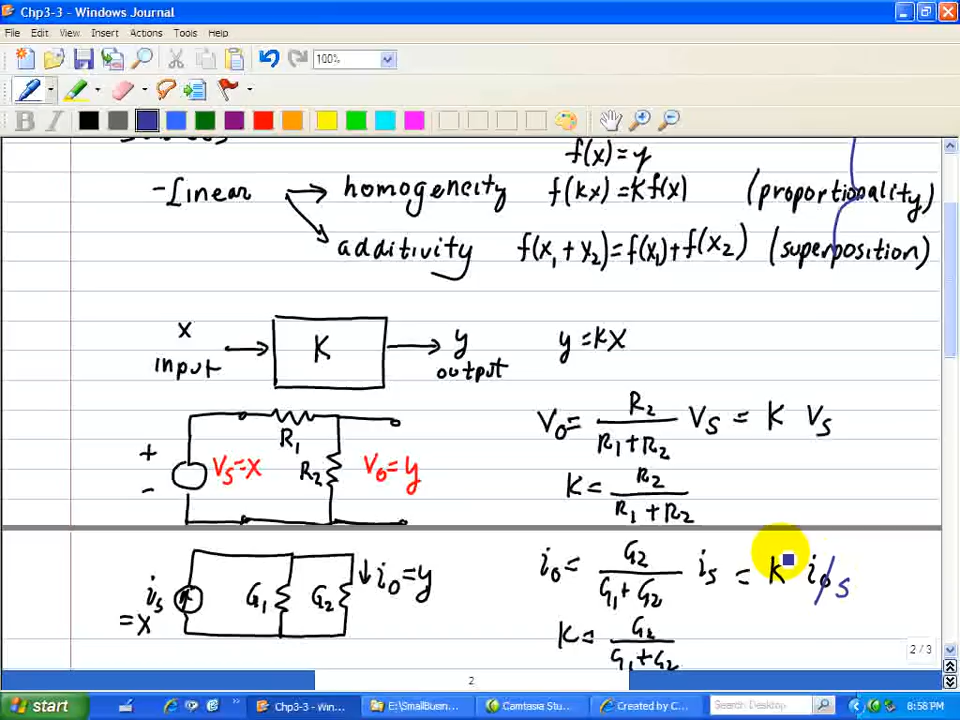 Chp3-3 - Windows Journal
File Edit View Insert Actions Tools Help
100%
B I
f(x)=y
-Linear homogeneity f(kx)=Kf(x) (proportionality)
additivity f(x₁+x₂)=f(x₁)+f(x₂) (superposition)
x input K y output y=Kx
R₁
+ Vs=x R₂ Vo=y
-
Vo= R₂/(R₁+R₂) Vs = K Vs
K= R₂/(R₁+R₂)
is =x G₁ G₂ ↓io=y
io= G₂/(G₁+G₂) is = K io s
K= G₂/(G₁+G₂)
2 / 3
2
start Chp3-3 - Win... E:\SmallBusn... Camtasia Stu... Created by C... 8:58 PM